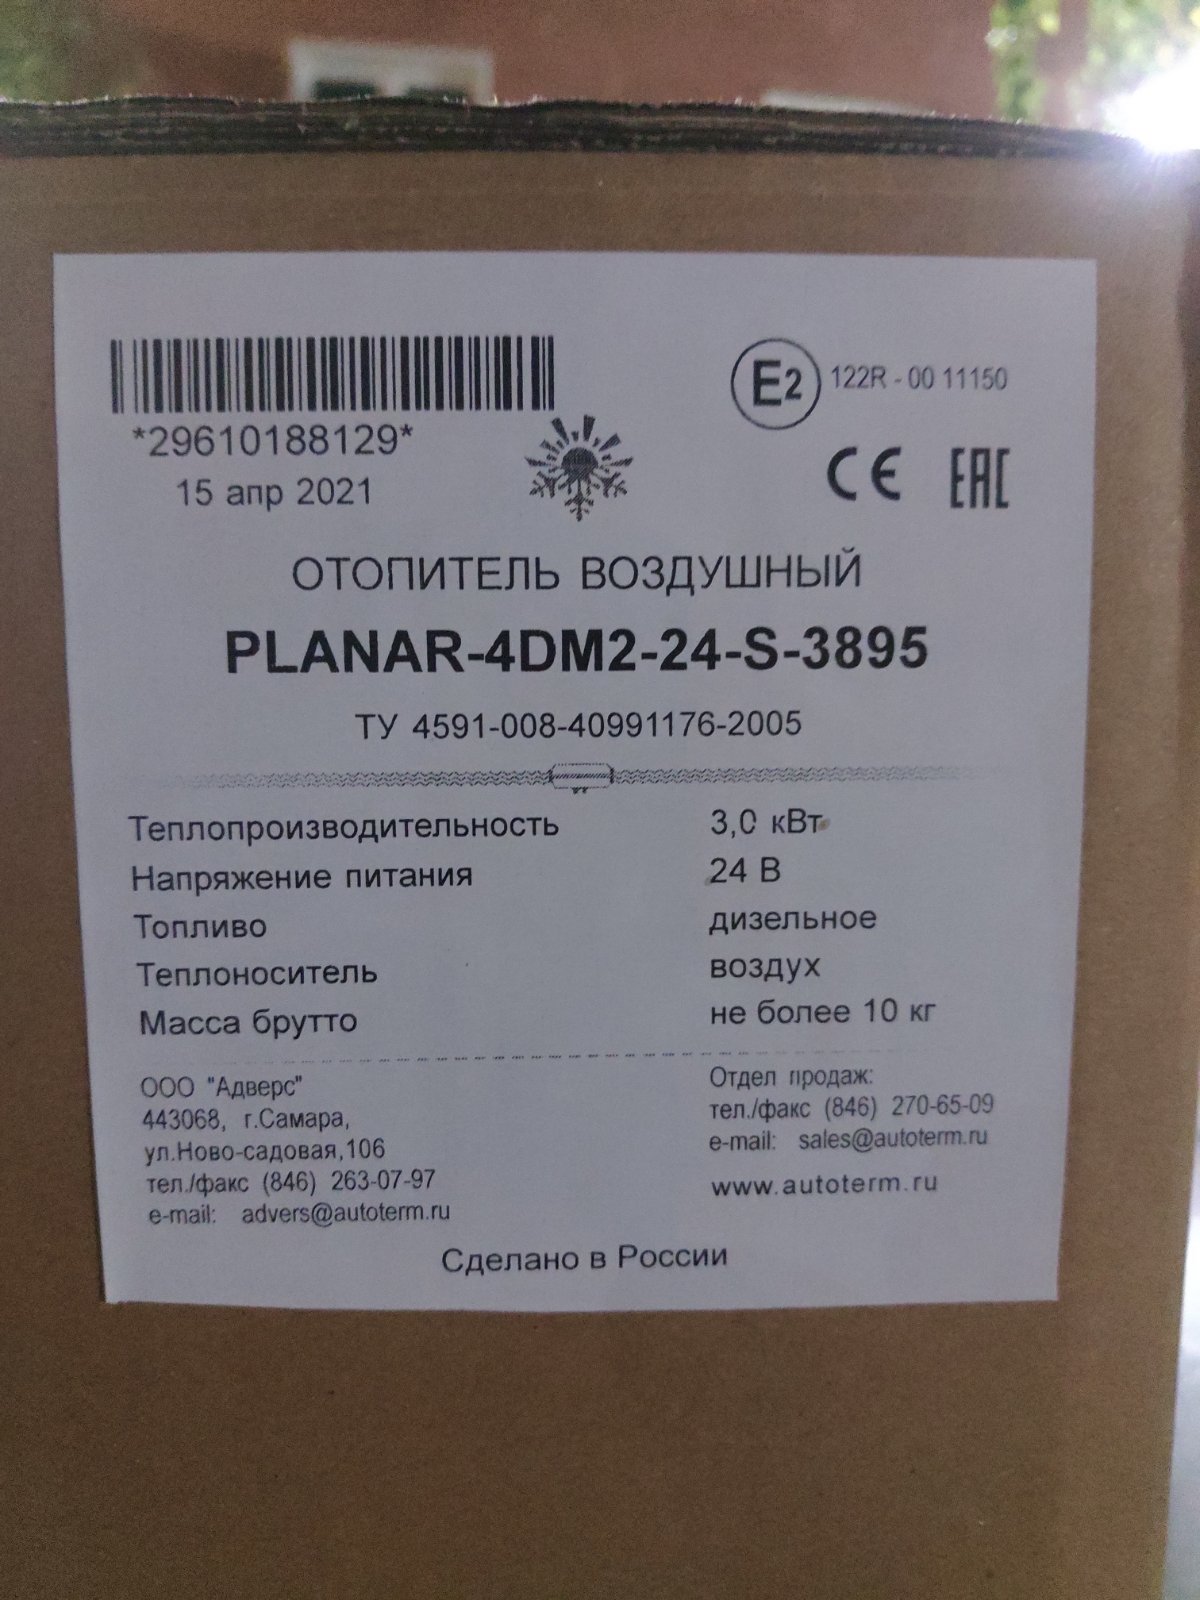 E2 122R - 00 11150
*29610188129*
15 апр 2021
CE EAC
ОТОПИТЕЛЬ ВОЗДУШНЫЙ
PLANAR-4DM2-24-S-3895
ТУ 4591-008-40991176-2005
Теплопроизводительность 3,0 кВт
Напряжение питания 24 В
Топливо дизельное
Теплоноситель воздух
Масса брутто не более 10 кг
ООО "Адверс"
443068, г.Самара,
ул.Ново-садовая,106
тел./факс (846) 263-07-97
e-mail: advers@autoterm.ru
Отдел продаж:
тел./факс (846) 270-65-09
e-mail: sales@autoterm.ru
www.autoterm.ru
Сделано в России